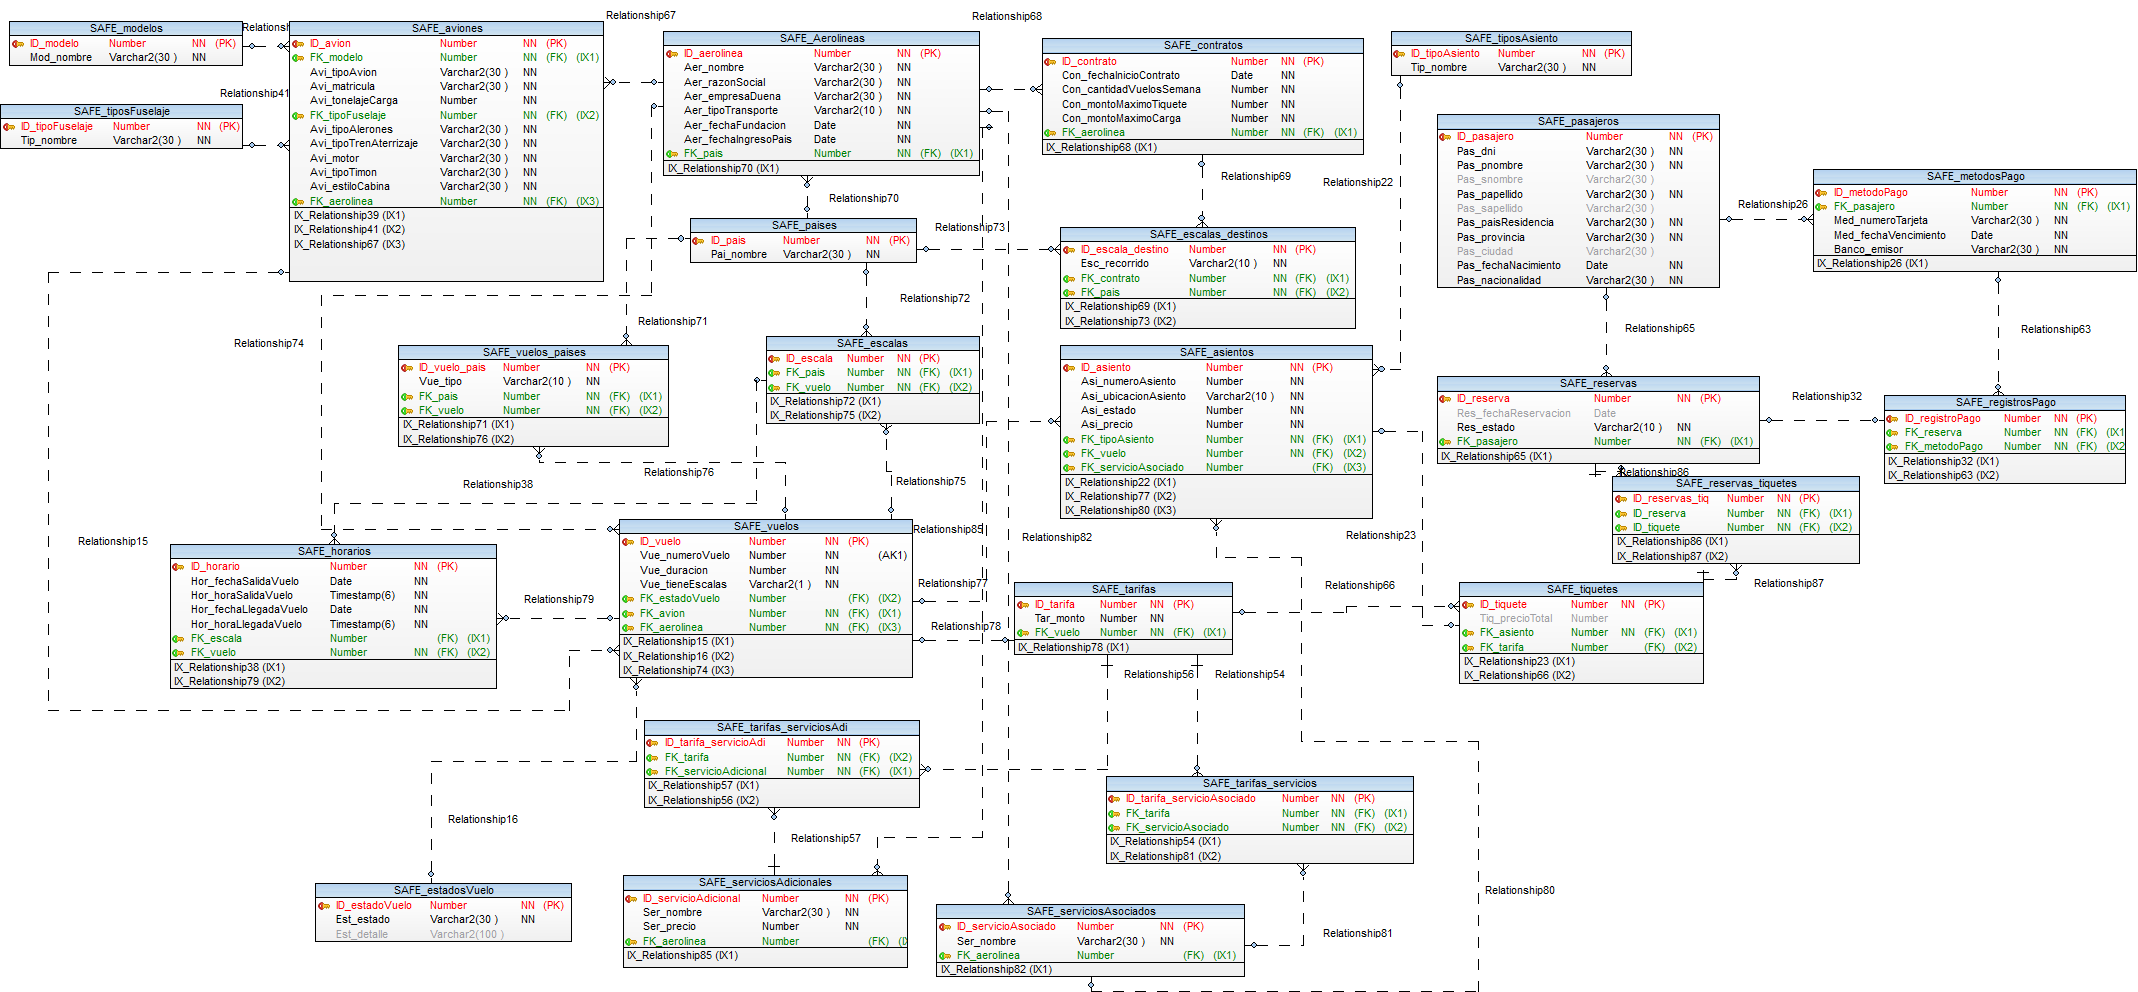 SAFE_modelos
ID_modelo Number NN (PK)
Mod_nombre Varchar2(30 ) NN
Relationsh
SAFE_tiposFuselaje
ID_tipoFuselaje Number NN (PK)
Tip_nombre Varchar2(30 ) NN
Relationship41
SAFE_aviones
ID_avion Number NN (PK)
FK_modelo Number NN (FK) (IX1)
Avi_tipoAvion Varchar2(30 ) NN
Avi_matricula Varchar2(30 ) NN
Avi_tonelajeCarga Number NN
FK_tipoFuselaje Number NN (FK) (IX2)
Avi_tipoAlerones Varchar2(30 ) NN
Avi_tipoTrenAterrizaje Varchar2(30 ) NN
Avi_motor Varchar2(30 ) NN
Avi_tipoTimon Varchar2(30 ) NN
Avi_estiloCabina Varchar2(30 ) NN
FK_aerolinea Number NN (FK) (IX3)
IX_Relationship39 (IX1)
IX_Relationship41 (IX2)
IX_Relationship67 (IX3)
Relationship67
SAFE_Aerolineas
ID_aerolinea Number NN (PK)
Aer_nombre Varchar2(30 ) NN
Aer_razonSocial Varchar2(30 ) NN
Aer_empresaDuena Varchar2(30 ) NN
Aer_tipoTransporte Varchar2(10 ) NN
Aer_fechaFundacion Date NN
Aer_fechaIngresoPais Date NN
FK_pais Number NN (FK) (IX1)
IX_Relationship70 (IX1)
Relationship68
SAFE_contratos
ID_contrato Number NN (PK)
Con_fechaInicioContrato Date NN
Con_cantidadVuelosSemana Number NN
Con_montoMaximoTiquete Number NN
Con_montoMaximoCarga Number NN
FK_aerolinea Number NN (FK) (IX1)
IX_Relationship68 (IX1)
SAFE_tiposAsiento
ID_tipoAsiento Number NN (PK)
Tip_nombre Varchar2(30 ) NN
SAFE_pasajeros
ID_pasajero Number NN (PK)
Pas_dni Varchar2(30 ) NN
Pas_pnombre Varchar2(30 ) NN
Pas_snombre Varchar2(30 )
Pas_papellido Varchar2(30 ) NN
Pas_sapellido Varchar2(30 )
Pas_paisResidencia Varchar2(30 ) NN
Pas_provincia Varchar2(30 ) NN
Pas_ciudad Varchar2(30 )
Pas_fechaNacimiento Date NN
Pas_nacionalidad Varchar2(30 ) NN
Relationship26
SAFE_metodosPago
ID_metodoPago Number NN (PK)
FK_pasajero Number NN (FK) (IX1)
Med_numeroTarjeta Varchar2(30 ) NN
Med_fechaVencimiento Date NN
Banco_emisor Varchar2(30 ) NN
IX_Relationship26 (IX1)
Relationship69
Relationship22
Relationship70
SAFE_paises
ID_pais Number NN (PK)
Pai_nombre Varchar2(30 ) NN
Relationship73
SAFE_escalas_destinos
ID_escala_destino Number NN (PK)
Esc_recorrido Varchar2(10 ) NN
FK_contrato Number NN (FK) (IX1)
FK_pais Number NN (FK) (IX2)
IX_Relationship69 (IX1)
IX_Relationship73 (IX2)
Relationship72
Relationship71
Relationship74
Relationship65
Relationship63
SAFE_vuelos_paises
ID_vuelo_pais Number NN (PK)
Vue_tipo Varchar2(10 ) NN
FK_pais Number NN (FK) (IX1)
FK_vuelo Number NN (FK) (IX2)
IX_Relationship71 (IX1)
IX_Relationship76 (IX2)
SAFE_escalas
ID_escala Number NN (PK)
FK_pais Number NN (FK) (IX1)
FK_vuelo Number NN (FK) (IX2)
IX_Relationship72 (IX1)
IX_Relationship75 (IX2)
SAFE_asientos
ID_asiento Number NN (PK)
Asi_numeroAsiento Number NN
Asi_ubicacionAsiento Varchar2(10 ) NN
Asi_estado Number NN
Asi_precio Number NN
FK_tipoAsiento Number NN (FK) (IX1)
FK_vuelo Number NN (FK) (IX2)
FK_servicioAsociado Number (FK) (IX3)
IX_Relationship22 (IX1)
IX_Relationship77 (IX2)
IX_Relationship80 (IX3)
SAFE_reservas
ID_reserva Number NN (PK)
Res_fechaReservacion Date
Res_estado Varchar2(10 ) NN
FK_pasajero Number NN (FK) (IX1)
IX_Relationship65 (IX1)
Relationship32
SAFE_registrosPago
ID_registroPago Number NN (PK)
FK_reserva Number NN (FK) (IX1
FK_metodoPago Number NN (FK) (IX2
IX_Relationship32 (IX1)
IX_Relationship63 (IX2)
Relationship86
SAFE_reservas_tiquetes
ID_reservas_tiq Number NN (PK)
ID_reserva Number NN (FK) (IX1)
ID_tiquete Number NN (FK) (IX2)
IX_Relationship86 (IX1)
IX_Relationship87 (IX2)
Relationship76
Relationship38
Relationship75
Relationship15
Relationship85
Relationship82
Relationship23
Relationship87
SAFE_horarios
ID_horario Number NN (PK)
Hor_fechaSalidaVuelo Date NN
Hor_horaSalidaVuelo Timestamp(6) NN
Hor_fechaLlegadaVuelo Date NN
Hor_horaLlegadaVuelo Timestamp(6) NN
FK_escala Number (FK) (IX1)
FK_vuelo Number NN (FK) (IX2)
IX_Relationship38 (IX1)
IX_Relationship79 (IX2)
Relationship79
SAFE_vuelos
ID_vuelo Number NN (PK)
Vue_numeroVuelo Number NN (AK1)
Vue_duracion Number NN
Vue_tieneEscalas Varchar2(1 ) NN
FK_estadoVuelo Number (FK) (IX2)
FK_avion Number NN (FK) (IX1)
FK_aerolinea Number NN (FK) (IX3)
IX_Relationship15 (IX1)
IX_Relationship16 (IX2)
IX_Relationship74 (IX3)
Relationship77
Relationship78
SAFE_tarifas
ID_tarifa Number NN (PK)
Tar_monto Number NN
FK_vuelo Number NN (FK) (IX1)
IX_Relationship78 (IX1)
Relationship66
SAFE_tiquetes
ID_tiquete Number NN (PK)
Tiq_precioTotal Number
FK_asiento Number NN (FK) (IX1)
FK_tarifa Number (FK) (IX2)
IX_Relationship23 (IX1)
IX_Relationship66 (IX2)
Relationship56
Relationship54
SAFE_tarifas_serviciosAdi
ID_tarifa_servicioAdi Number NN (PK)
FK_tarifa Number NN (FK) (IX2)
FK_servicioAdicional Number NN (FK) (IX1)
IX_Relationship57 (IX1)
IX_Relationship56 (IX2)
SAFE_tarifas_servicios
ID_tarifa_servicioAsociado Number NN (PK)
FK_tarifa Number NN (FK) (IX1)
FK_servicioAsociado Number NN (FK) (IX2)
IX_Relationship54 (IX1)
IX_Relationship81 (IX2)
Relationship16
Relationship57
SAFE_estadosVuelo
ID_estadoVuelo Number NN (PK)
Est_estado Varchar2(30 ) NN
Est_detalle Varchar2(100 )
SAFE_serviciosAdicionales
ID_servicioAdicional Number NN (PK)
Ser_nombre Varchar2(30 ) NN
Ser_precio Number NN
FK_aerolinea Number (FK) (I
IX_Relationship85 (IX1)
SAFE_serviciosAsociados
ID_servicioAsociado Number NN (PK)
Ser_nombre Varchar2(30 ) NN
FK_aerolinea Number (FK) (IX1)
IX_Relationship82 (IX1)
Relationship81
Relationship80